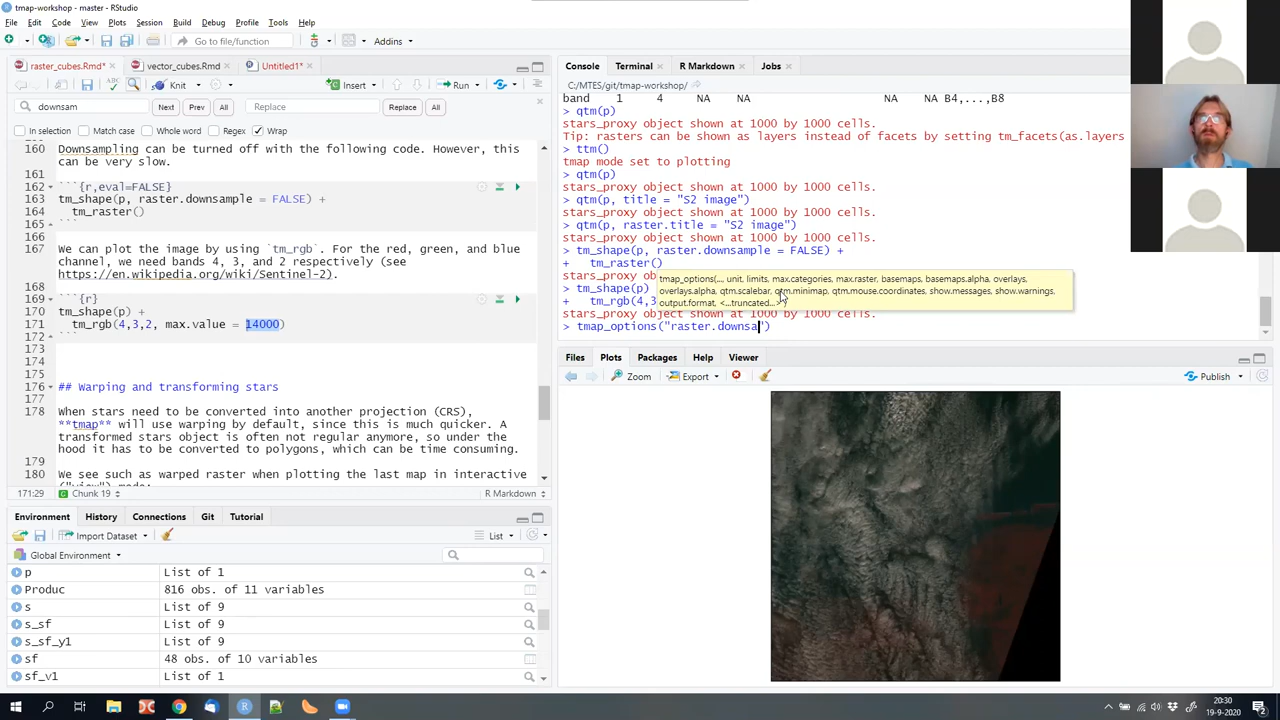 tmap-workshop - master - RStudio
File Edit Code View Plots Session Build Debug Profile Tools Help
Go to file/function
Addins
raster_cubes.Rmd*
vector_cubes.Rmd
Untitled1*
Knit
Insert
Run
downsam
Next
Prev
All
Replace
Replace
All
In selection
Match case
Whole word
Regex
Wrap
160 Downsampling can be turned off with the following code. However, this
can be very slow.
161
162 ```{r,eval=FALSE}
163 tm_shape(p, raster.downsample = FALSE) +
164 tm_raster()
165 ```
166
167 We can plot the image by using `tm_rgb`. For the red, green, and blue
channel, we need bands 4, 3, and 2 respectively (see
https://en.wikipedia.org/wiki/Sentinel-2).
168
169 ```{r}
170 tm_shape(p) +
171 tm_rgb(4,3,2, max.value = 14000)
172 ```
173
174
175
176 ## Warping and transforming stars
177
178 When stars need to be converted into another projection (CRS),
**tmap** will use warping by default, since this is much quicker. A
transformed stars object is often not regular anymore, so under the
hood it has to be converted to polygons, which can be time consuming.
179
180 We see such as warped raster when plotting the last map in interactive
("view") mode:
171:29
Chunk 19
R Markdown
Environment
History
Connections
Git
Tutorial
Import Dataset
List
Global Environment
p List of 1
Produc 816 obs. of 11 variables
s List of 9
s_sf List of 9
s_sf_y1 List of 9
sf 48 obs. of 10 variables
sf_v1 List of 1
Console
Terminal
R Markdown
Jobs
C:/MTES/git/tmap-workshop/
band 1 4 NA NA NA NA B4,...,B8
> qtm(p)
stars_proxy object shown at 1000 by 1000 cells.
Tip: rasters can be shown as layers instead of facets by setting tm_facets(as.layers
> ttm()
tmap mode set to plotting
> qtm(p)
stars_proxy object shown at 1000 by 1000 cells.
> qtm(p, title = "S2 image")
stars_proxy object shown at 1000 by 1000 cells.
> qtm(p, raster.title = "S2 image")
stars_proxy object shown at 1000 by 1000 cells.
> tm_shape(p, raster.downsample = FALSE) +
+ tm_raster()
stars_proxy ob
> tm_shape(p)
+ tm_rgb(4,3
stars_proxy object shown at 1000 by 1000 cells.
> tmap_options("raster.downsa")
tmap_options(..., unit, limits, max.categories, max.raster, basemaps, basemaps.alpha, overlays,
overlays.alpha, qtm.scalebar, qtm.minimap, qtm.mouse.coordinates, show.messages, show.warnings,
output.format, <...truncated...>)
Files
Plots
Packages
Help
Viewer
Zoom
Export
Publish
20:30
19-9-2020
2